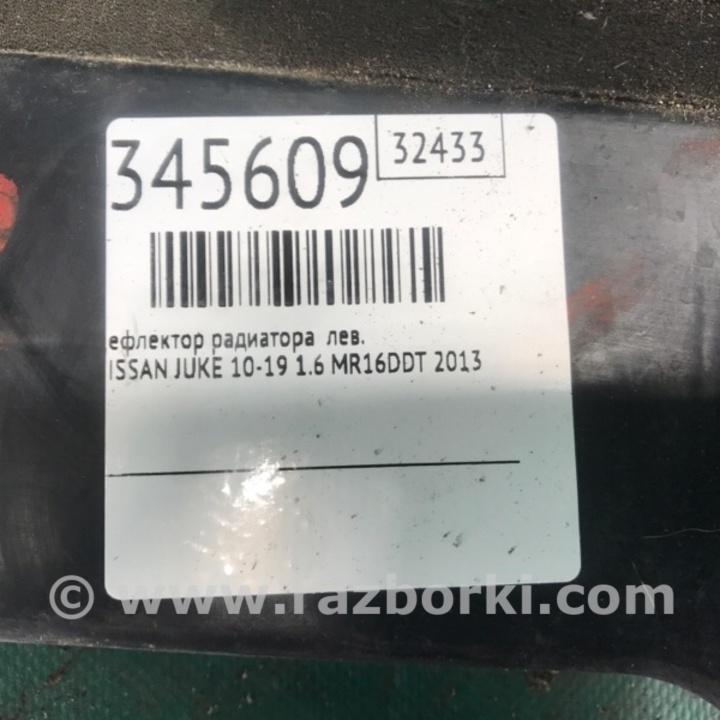 345609
32433
ефлектор радиатора лев.
ISSAN JUKE 10-19 1.6 MR16DDT 2013
© www.razborki.com